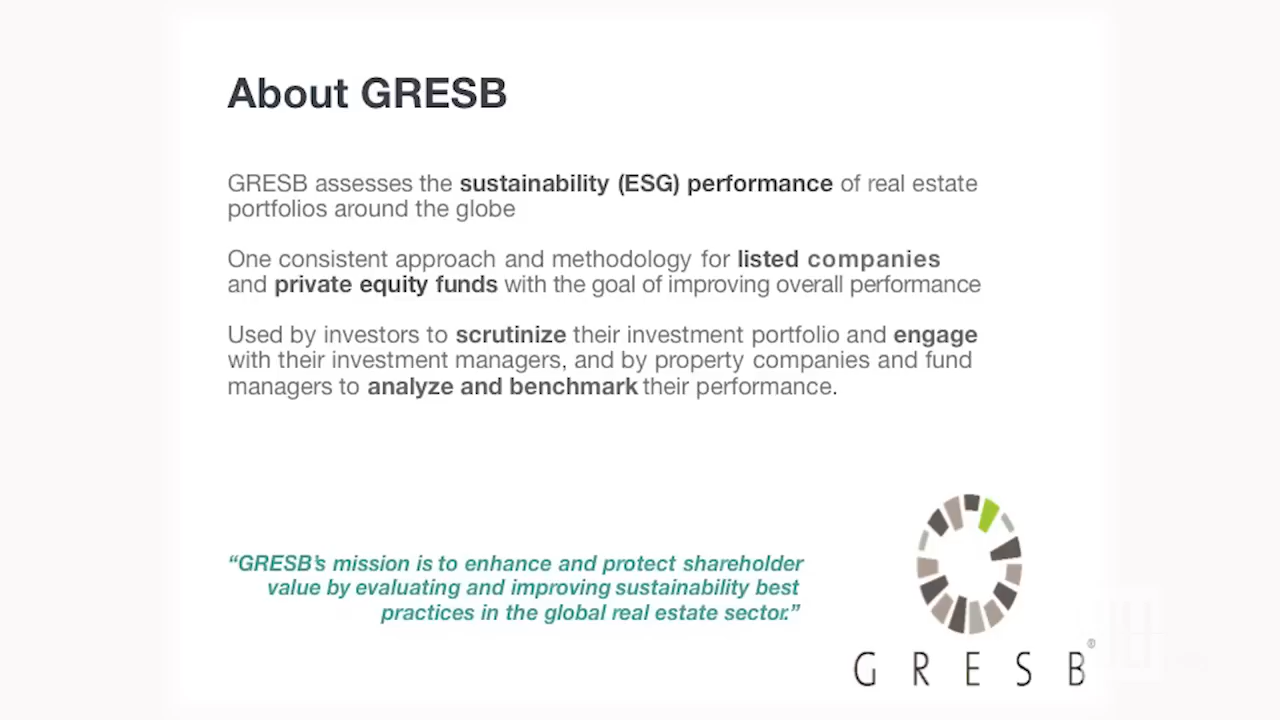 About GRESB
GRESB assesses the sustainability (ESG) performance of real estate
portfolios around the globe
One consistent approach and methodology for listed companies
and private equity funds with the goal of improving overall performance
Used by investors to scrutinize their investment portfolio and engage
with their investment managers, and by property companies and fund
managers to analyze and benchmark their performance.
“GRESB’s mission is to enhance and protect shareholder
value by evaluating and improving sustainability best
practices in the global real estate sector.”
G R E S B ®